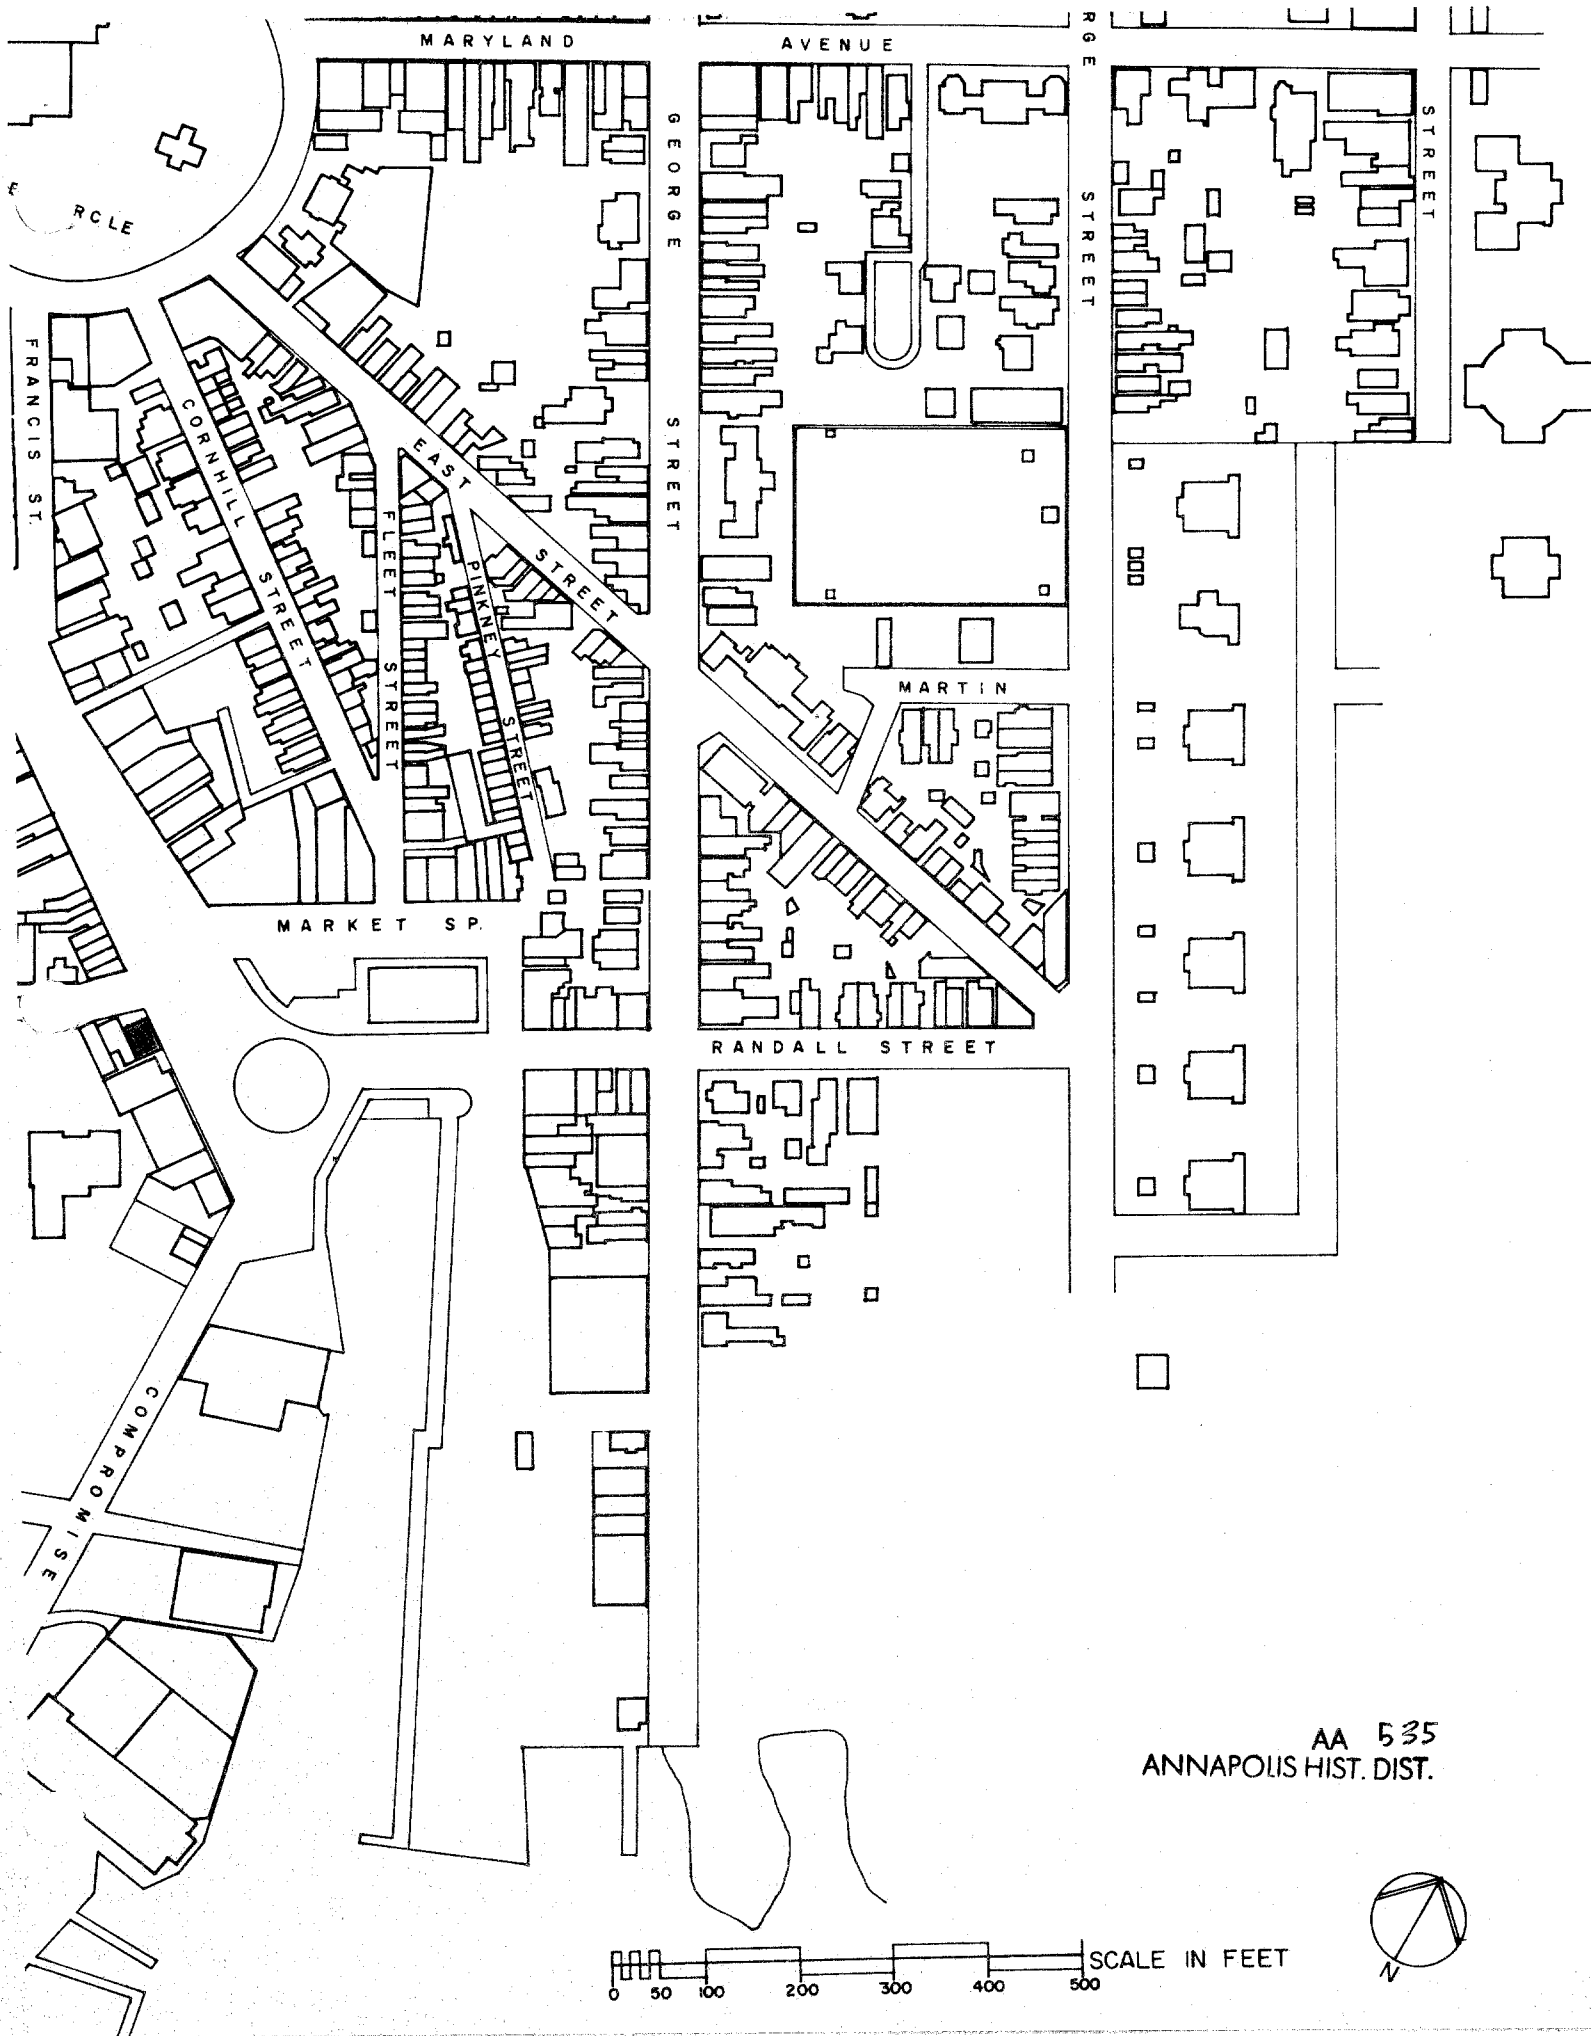 MARYLAND AVENUE
RGE STREET
GEORGE STREET
STREET
E
RCLE
FRANCIS ST.
CORNHILL STREET
EAST STREET
FLEET STREET
PINKNEY STREET
MARTIN
MARKET SP.
RANDALL STREET
COMPROMISE
AA 535
ANNAPOLIS HIST. DIST.
SCALE IN FEET
0 50 100 200 300 400 500
N